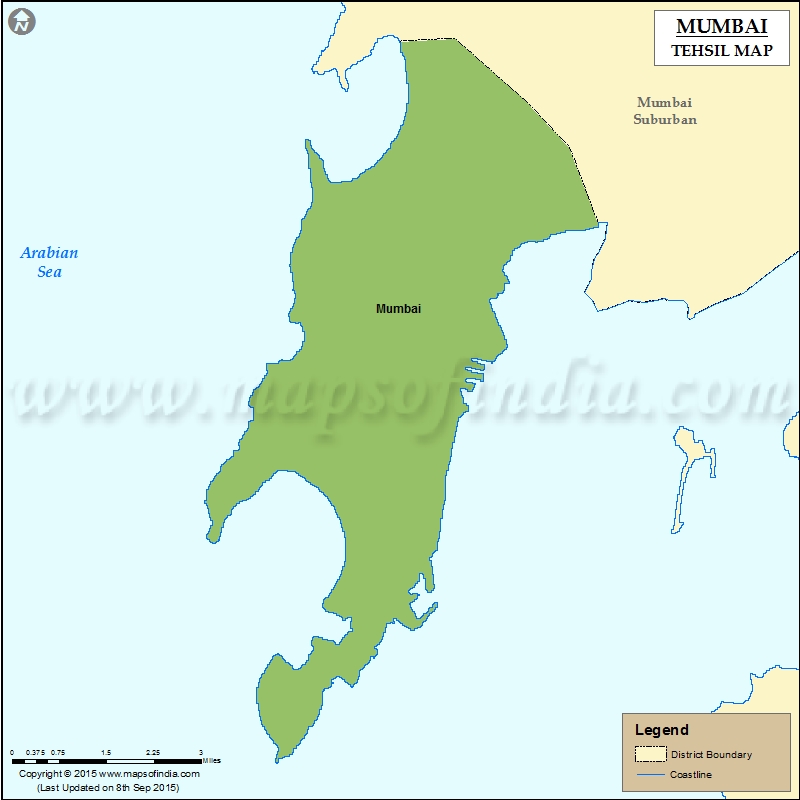 N
MUMBAI
TEHSIL MAP
Mumbai
Suburban
Arabian
Sea
Mumbai
www.mapsofindia.com
0 0.375 0.75 1.5 2.25 3
Miles
Copyright © 2015 www.mapsofindia.com
(Last Updated on 8th Sep 2015)
Legend
District Boundary
Coastline